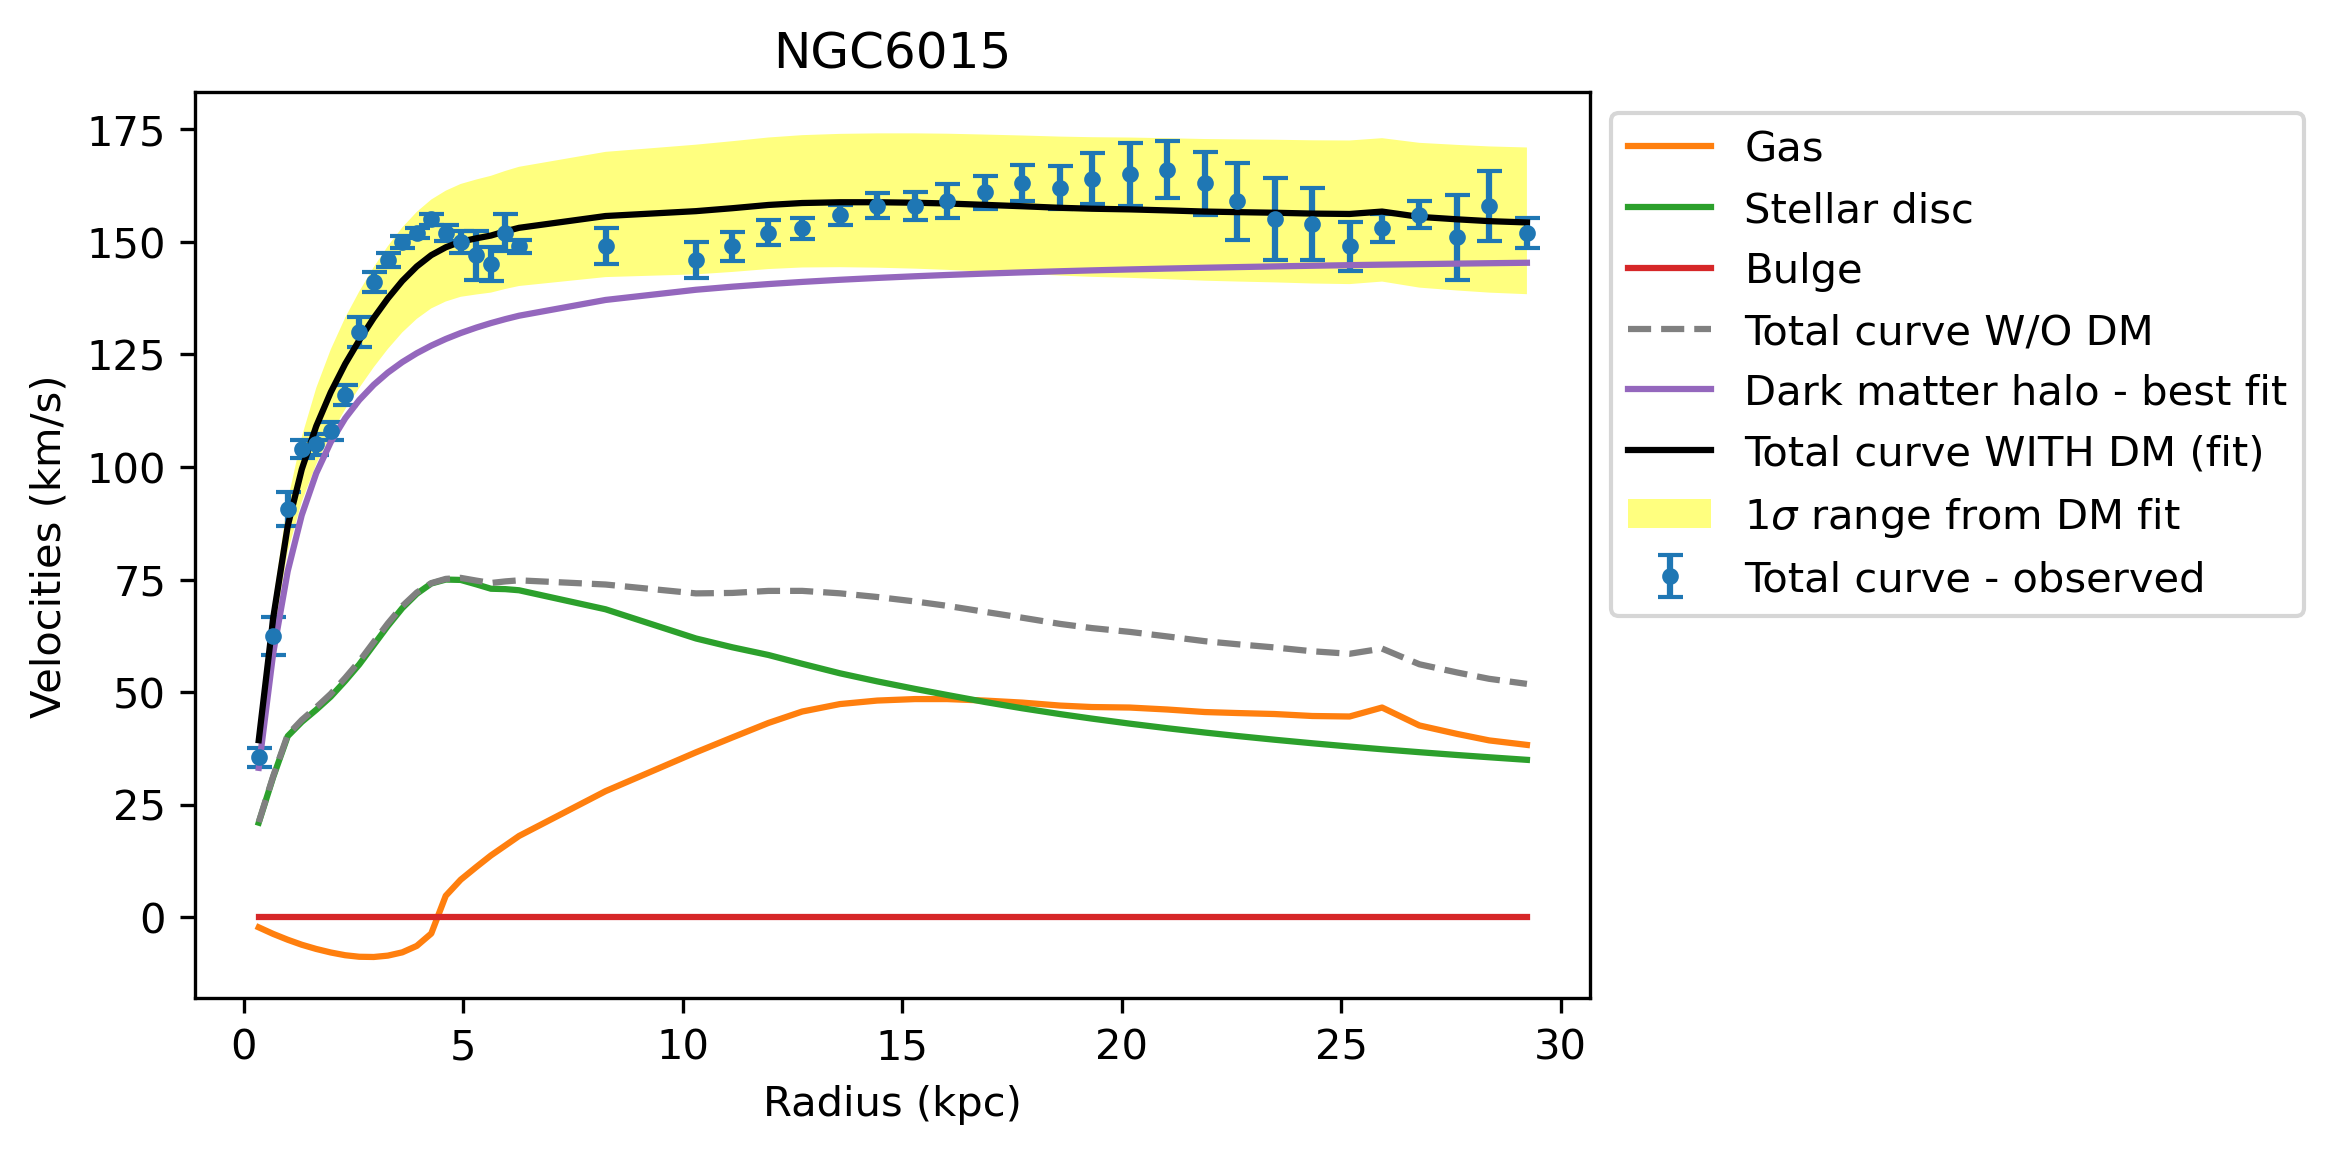 NGC6015
Velocities (km/s)
175
150
125
100
75
50
25
0
0 5 10 15 20 25 30
Radius (kpc)
Gas
Stellar disc
Bulge
Total curve W/O DM
Dark matter halo - best fit
Total curve WITH DM (fit)
1σ range from DM fit
Total curve - observed